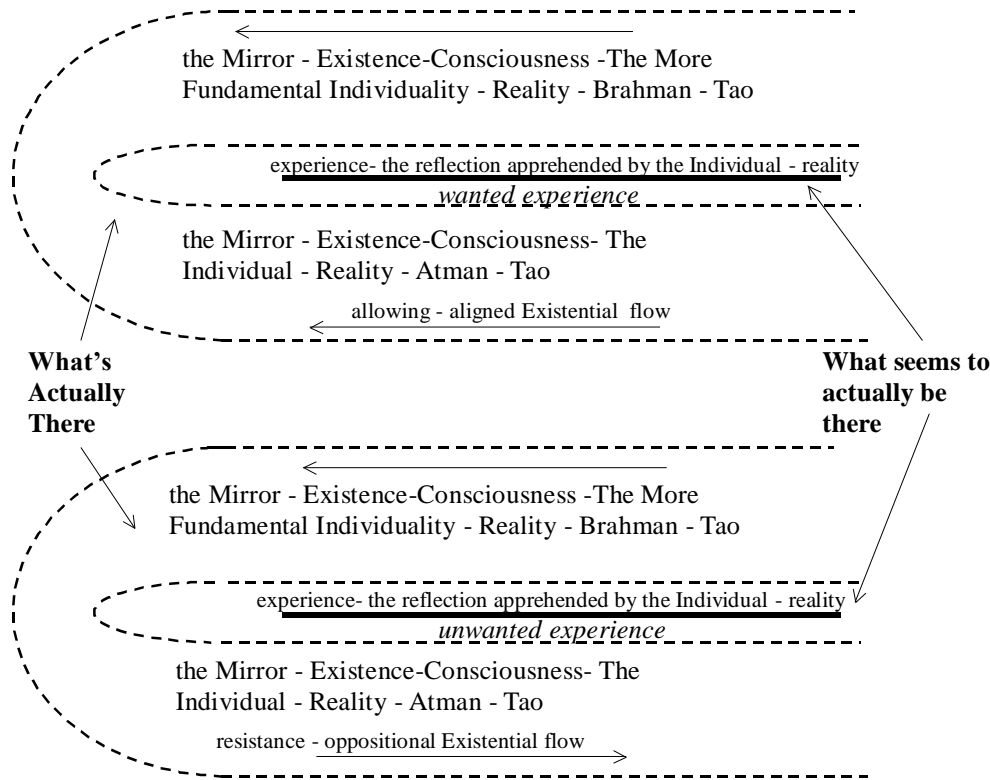 the Mirror - Existence-Consciousness -The More
Fundamental Individuality - Reality - Brahman - Tao
experience- the reflection apprehended by the Individual - reality
wanted experience
the Mirror - Existence-Consciousness- The
Individual - Reality - Atman - Tao
allowing - aligned Existential flow
What's
Actually
There
What seems to
actually be
there
the Mirror - Existence-Consciousness -The More
Fundamental Individuality - Reality - Brahman - Tao
experience- the reflection apprehended by the Individual - reality
unwanted experience
the Mirror - Existence-Consciousness- The
Individual - Reality - Atman - Tao
resistance - oppositional Existential flow